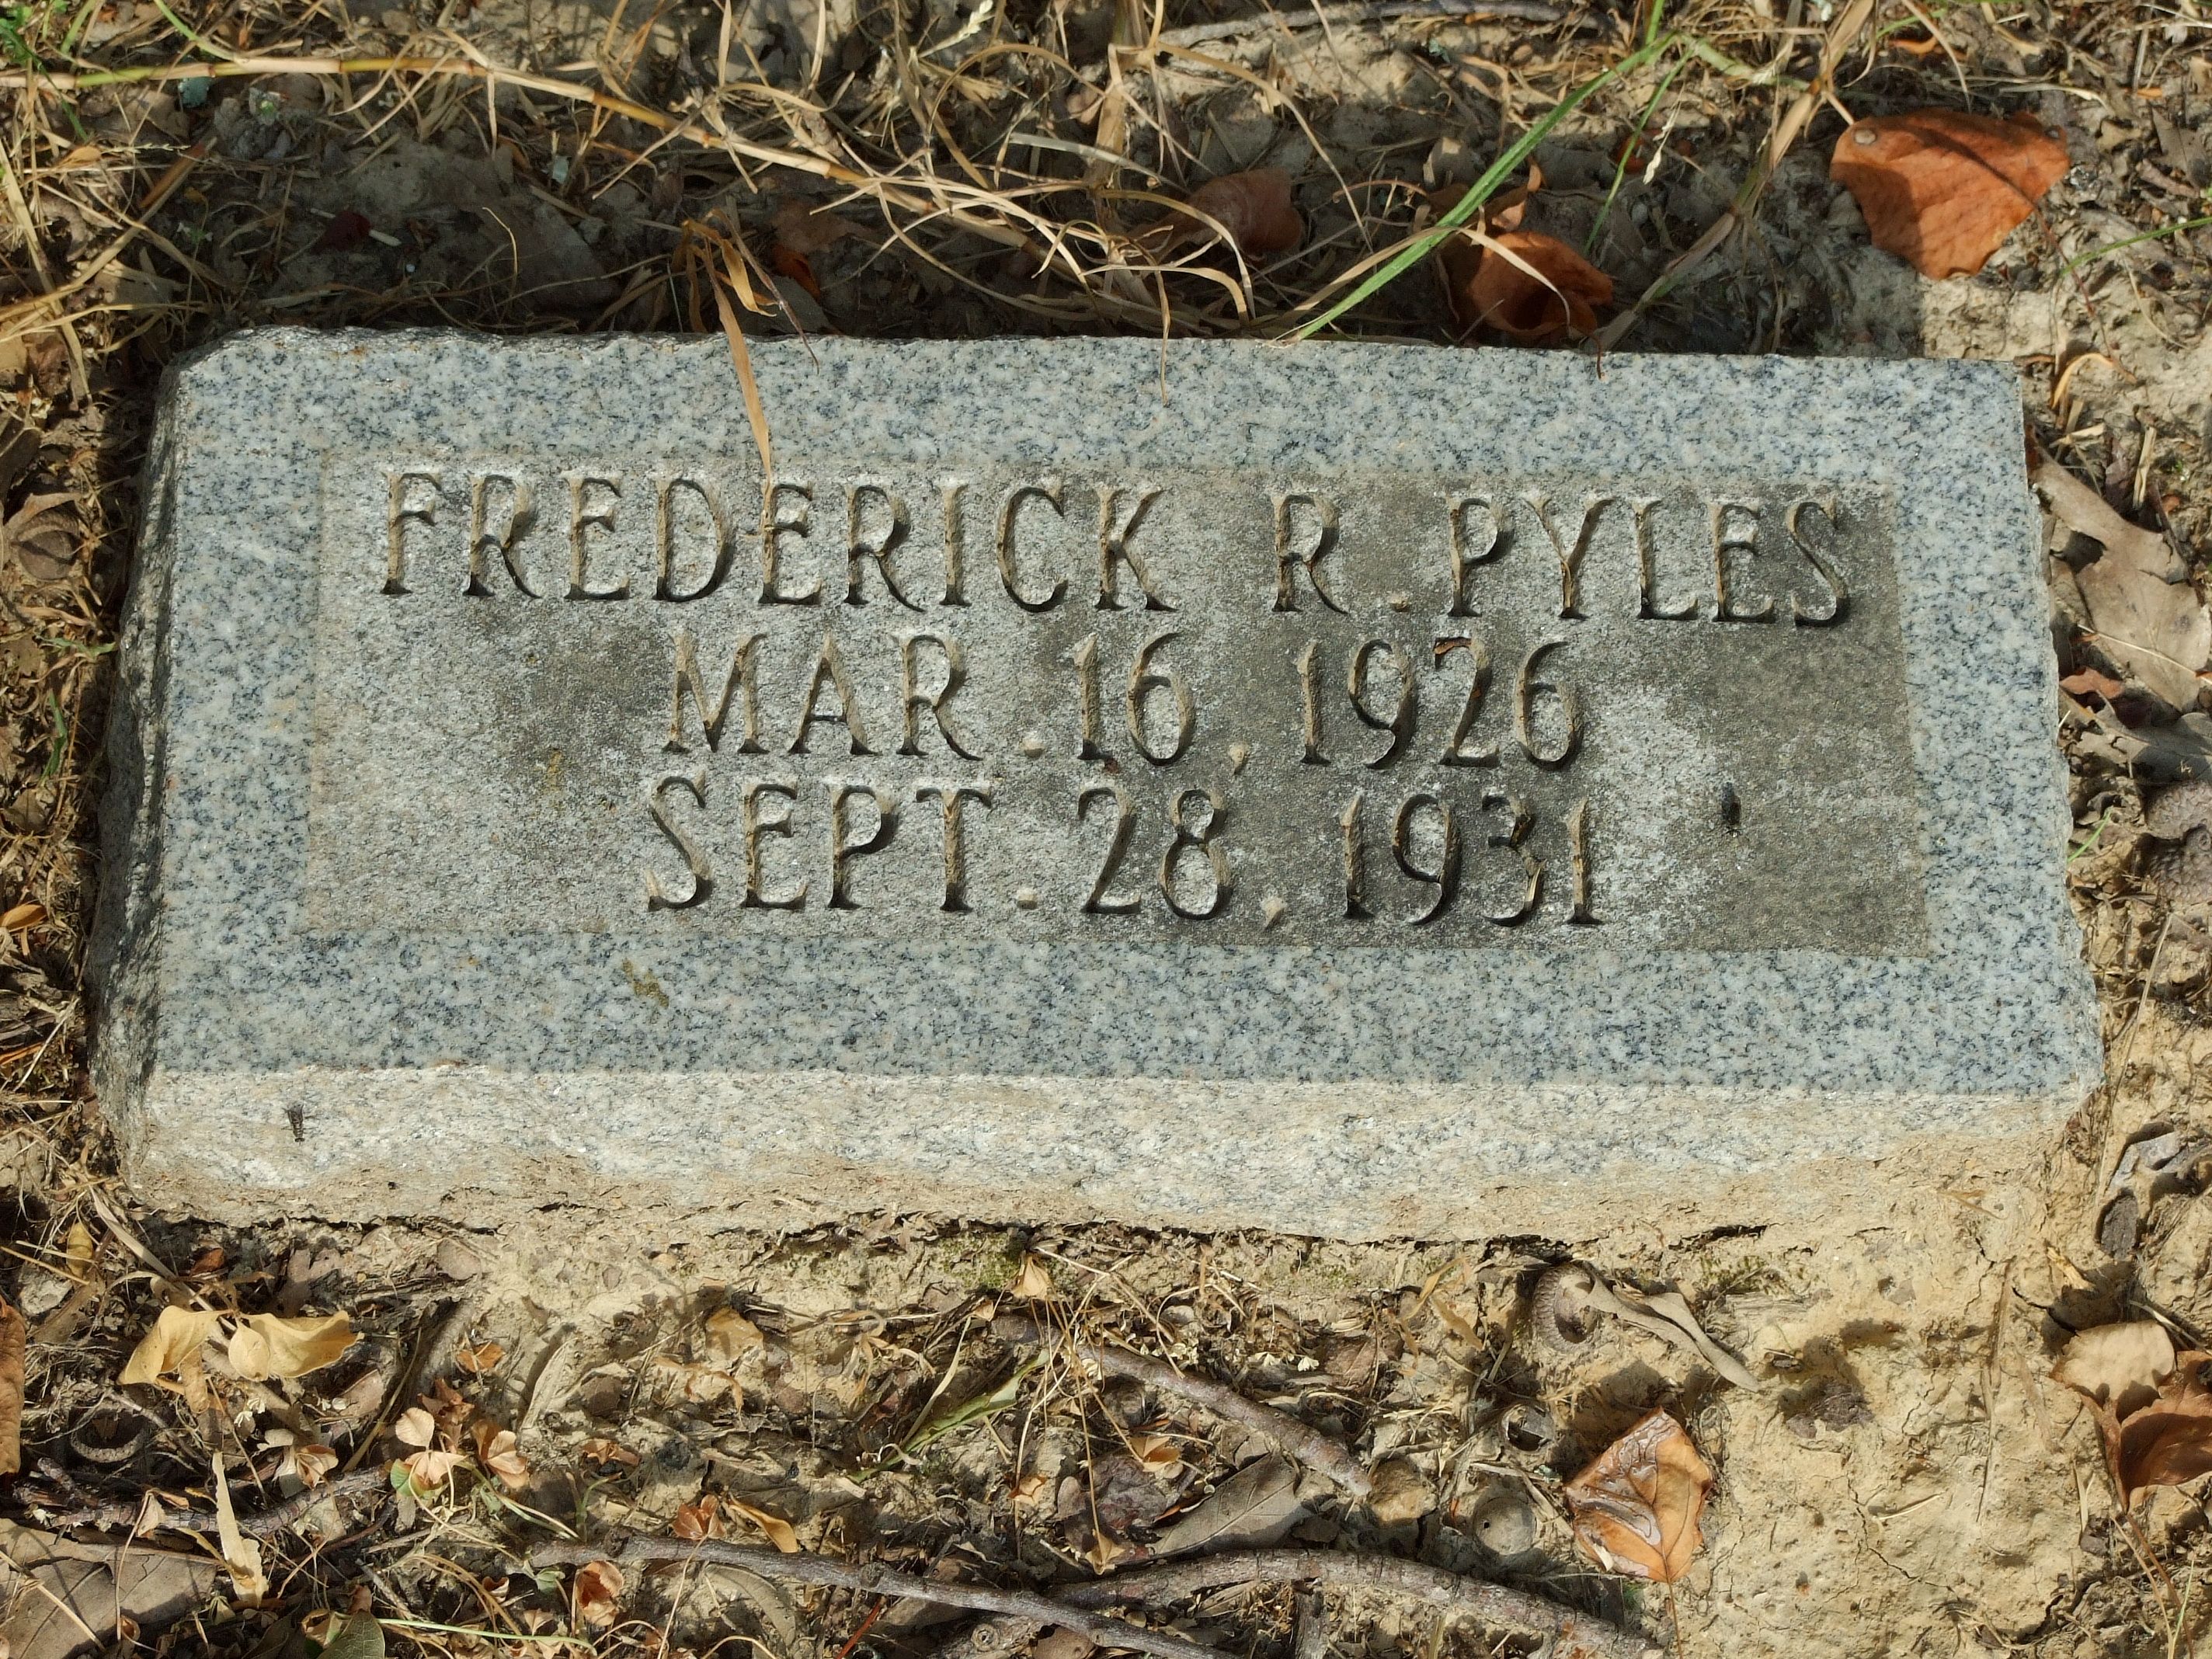 FREDERICK R. PYLES
MAR. 16, 1926
SEPT. 28, 1931